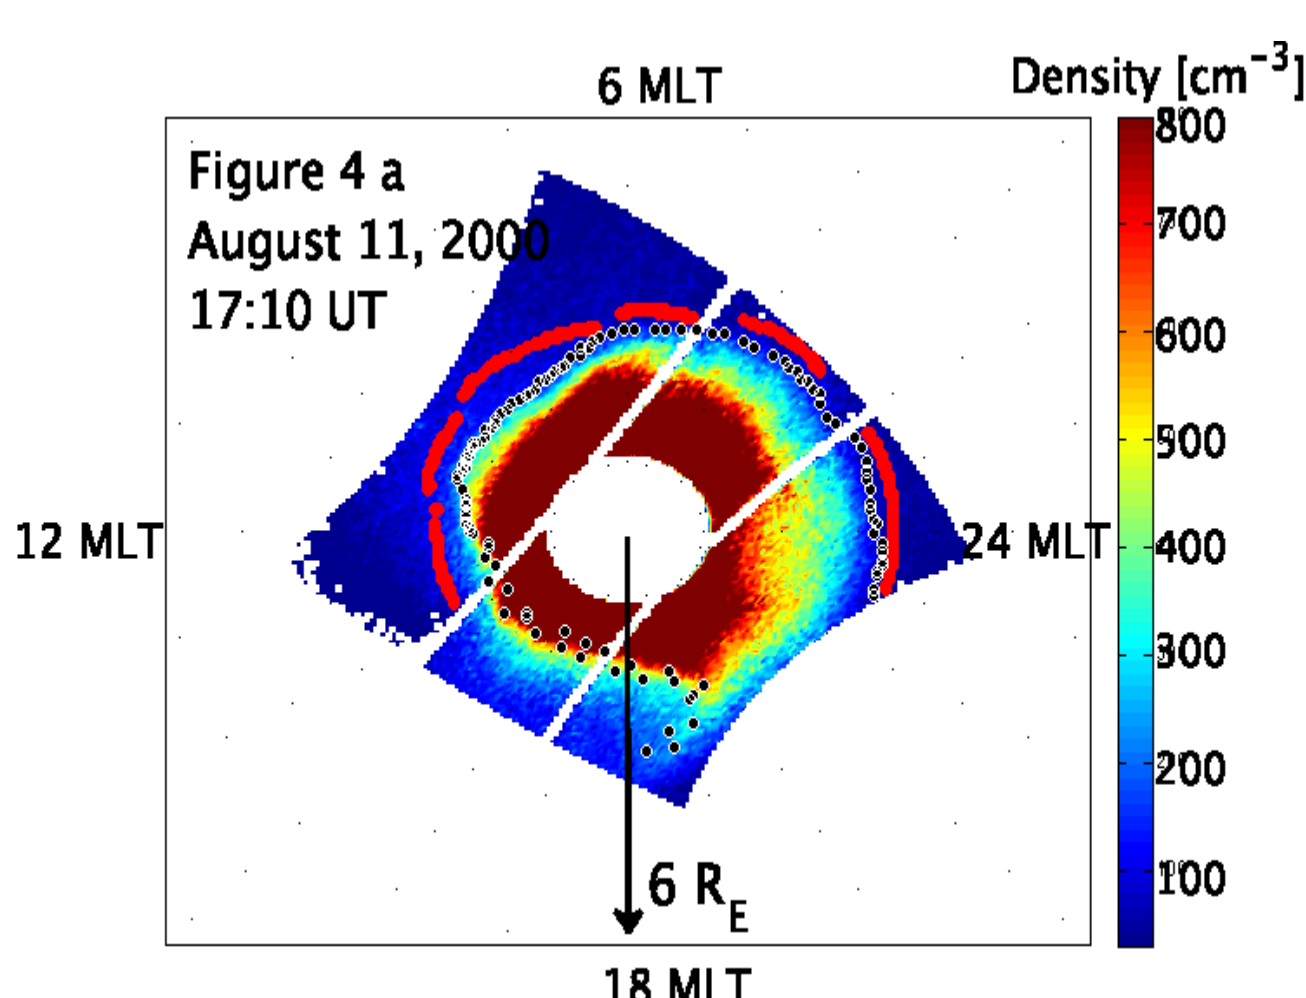 6 MLT
Density [cm⁻³]
Figure 4 a
August 11, 2000
17:10 UT
12 MLT
24 MLT
800
700
600
500
400
300
200
100
6 R_E
18 MLT